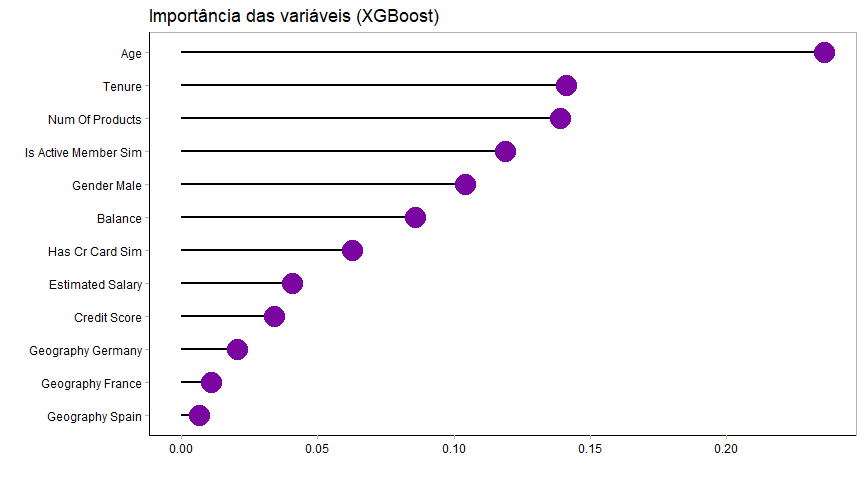 Importância das variáveis (XGBoost)
Age
Tenure
Num Of Products
Is Active Member Sim
Gender Male
Balance
Has Cr Card Sim
Estimated Salary
Credit Score
Geography Germany
Geography France
Geography Spain
0.00 0.05 0.10 0.15 0.20